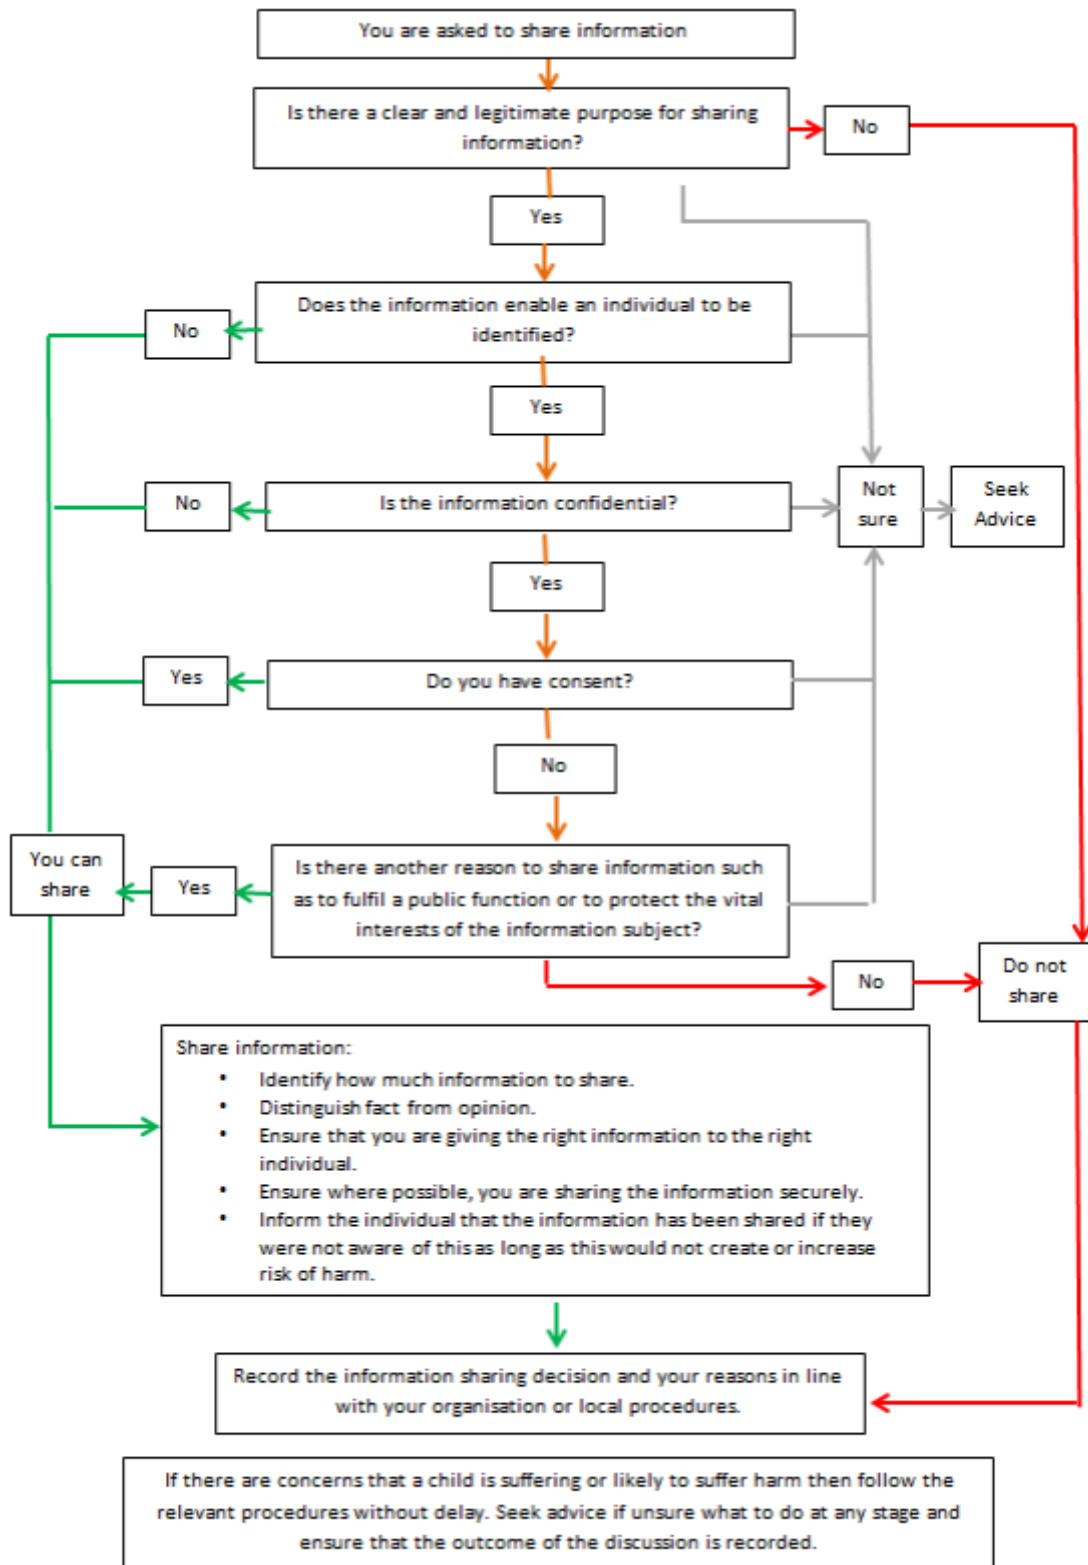 You are asked to share information
Is there a clear and legitimate purpose for sharing
information?
No
Yes
Does the information enable an individual to be
identified?
No
Yes
Is the information confidential?
No
Not
sure
Seek
Advice
Yes
Do you have consent?
Yes
No
Is there another reason to share information such
as to fulfil a public function or to protect the vital
interests of the information subject?
Yes
You can
share
No
Do not
share
Share information:
• Identify how much information to share.
• Distinguish fact from opinion.
• Ensure that you are giving the right information to the right
individual.
• Ensure where possible, you are sharing the information securely.
• Inform the individual that the information has been shared if they
were not aware of this as long as this would not create or increase
risk of harm.
Record the information sharing decision and your reasons in line
with your organisation or local procedures.
If there are concerns that a child is suffering or likely to suffer harm then follow the
relevant procedures without delay. Seek advice if unsure what to do at any stage and
ensure that the outcome of the discussion is recorded.